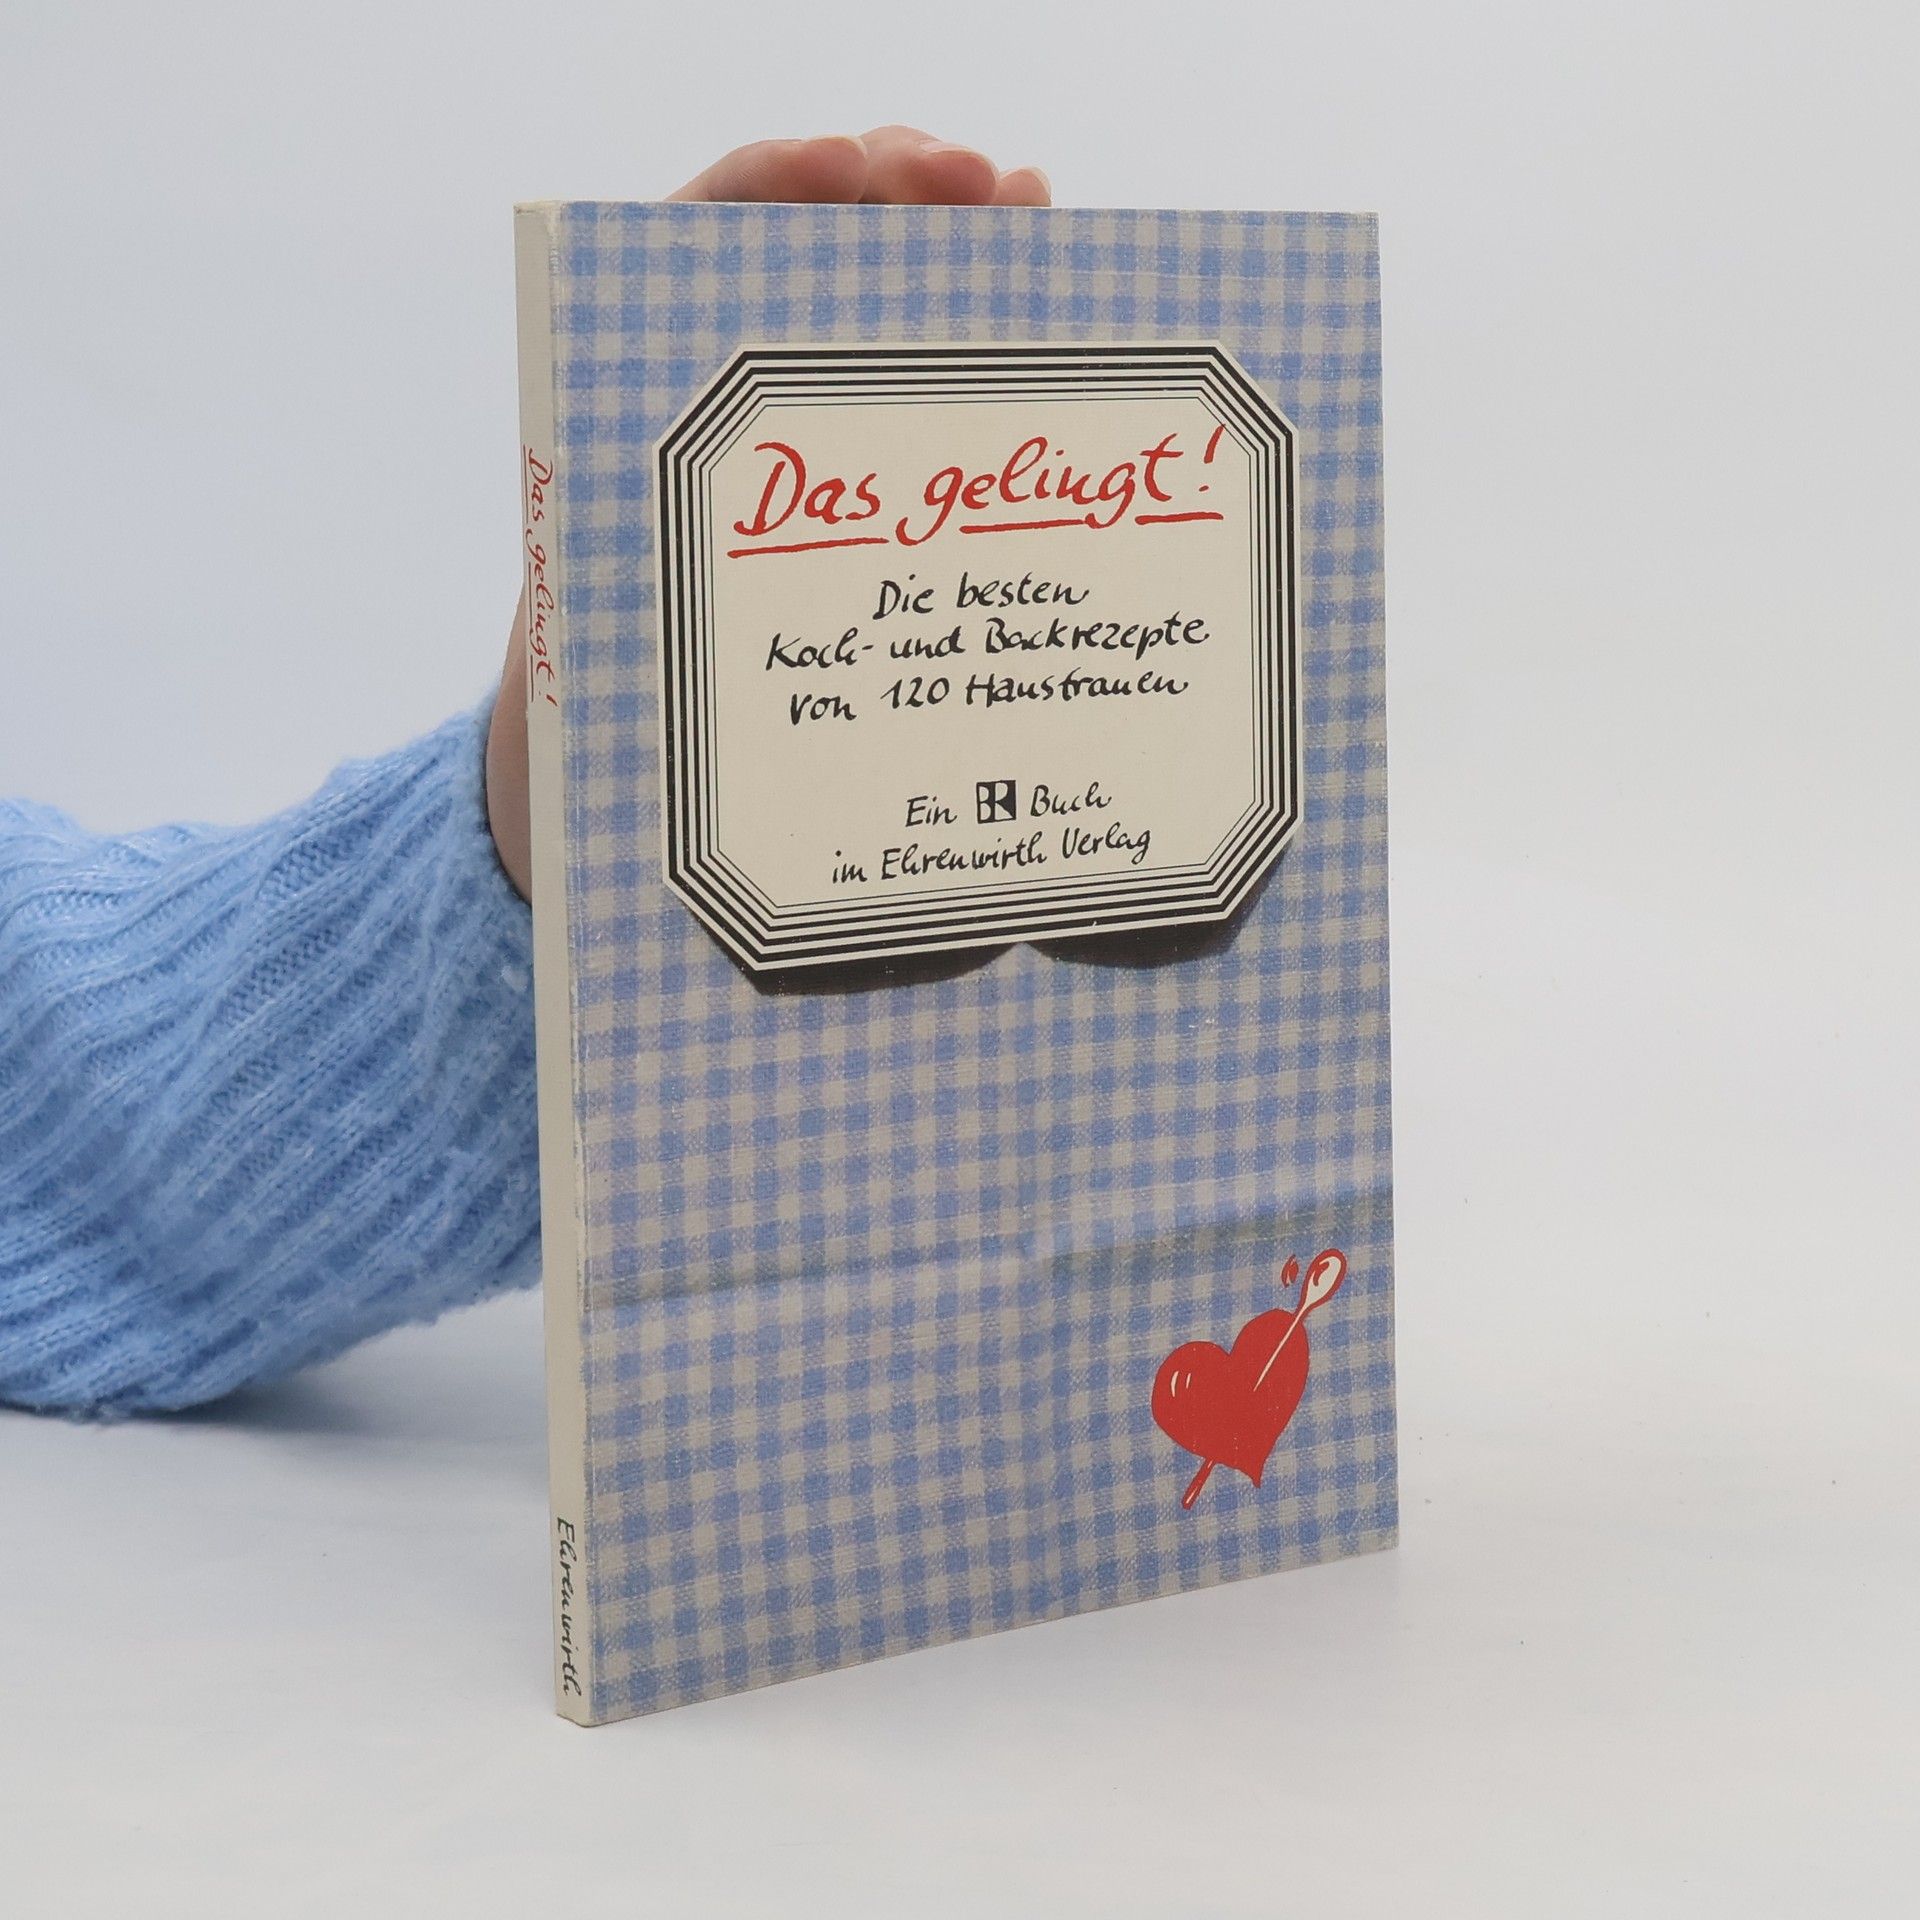 Das gelingt!
Die besten
Koch- und Backrezepte
von 120 Hausfrauen
Ein BR Buch
im Ehrenwirth Verlag
Das gelingt!
Ehrenwirth